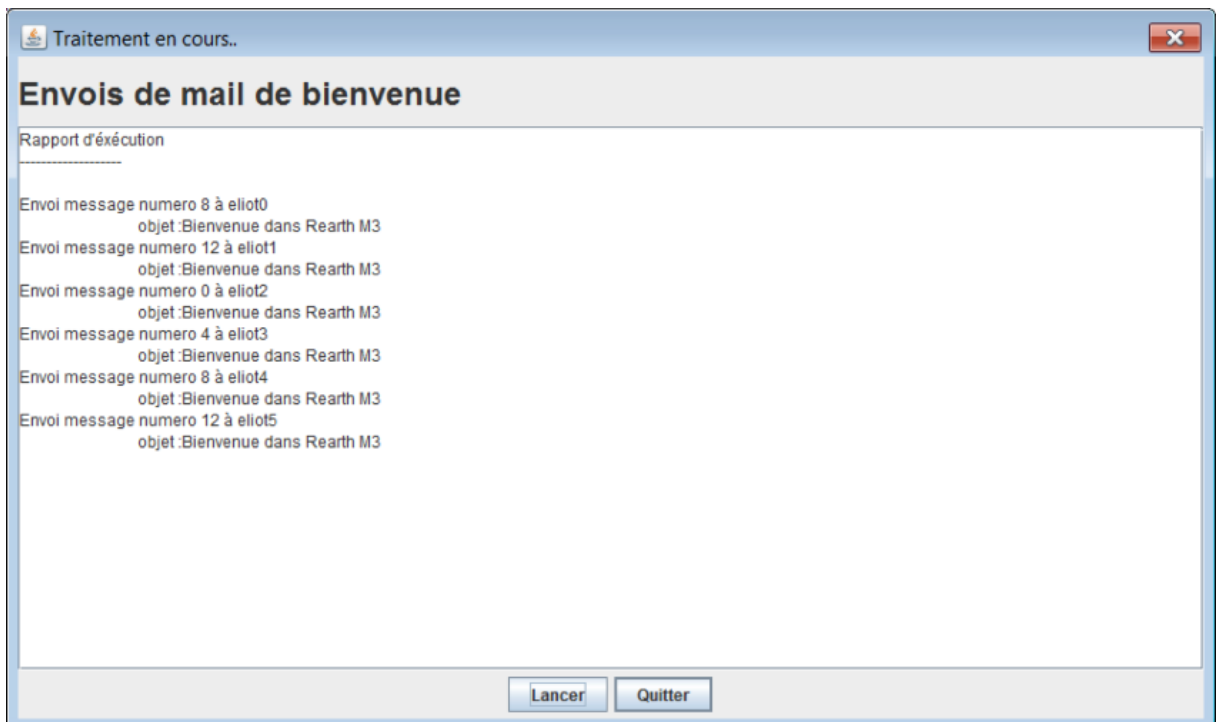 Traitement en cours..
Envois de mail de bienvenue
Rapport d'éxécution
-------------------
Envoi message numero 8 à eliot0
objet :Bienvenue dans Rearth M3
Envoi message numero 12 à eliot1
objet :Bienvenue dans Rearth M3
Envoi message numero 0 à eliot2
objet :Bienvenue dans Rearth M3
Envoi message numero 4 à eliot3
objet :Bienvenue dans Rearth M3
Envoi message numero 8 à eliot4
objet :Bienvenue dans Rearth M3
Envoi message numero 12 à eliot5
objet :Bienvenue dans Rearth M3
Lancer Quitter